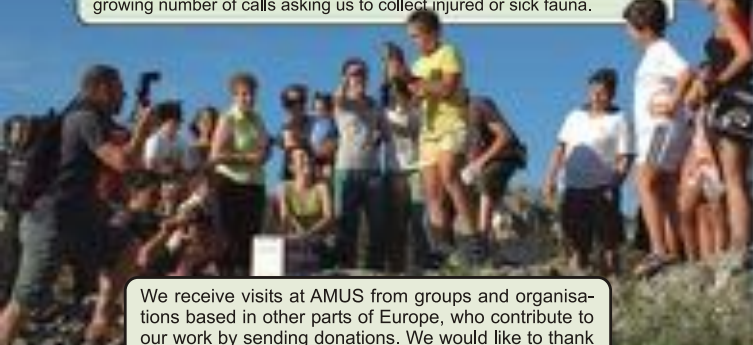 growing number of calls asking us to collect injured or sick fauna.
We receive visits at AMUS from groups and organisa-
tions based in other parts of Europe, who contribute to
our work by sending donations. We would like to thank